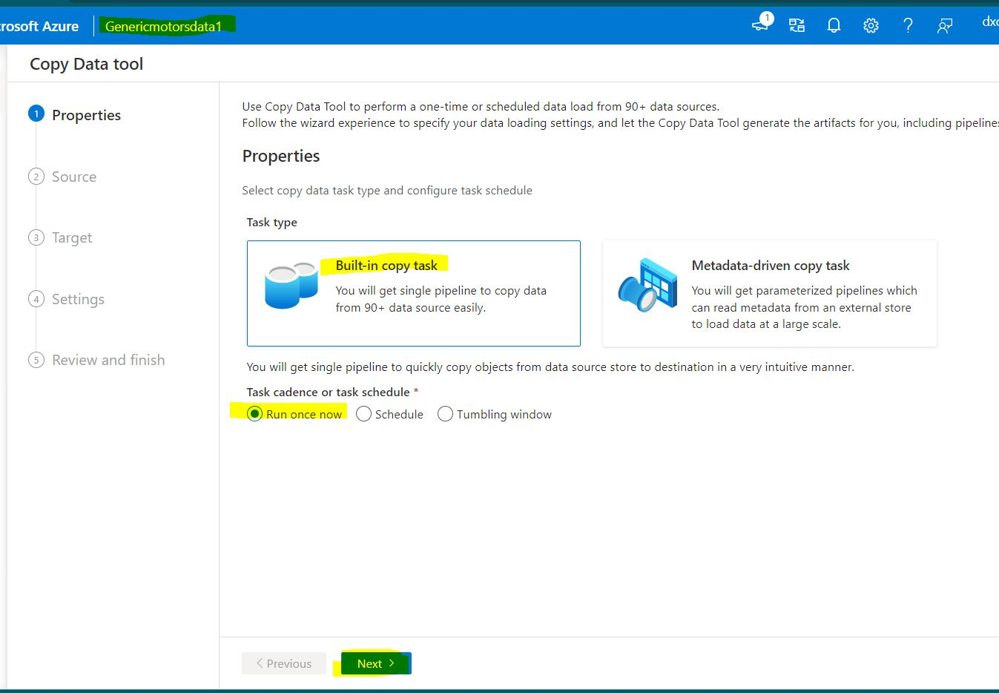 rosoft Azure
Genericmotorsdata1
1
dxc
Copy Data tool
1 Properties
2 Source
3 Target
4 Settings
5 Review and finish
Use Copy Data Tool to perform a one-time or scheduled data load from 90+ data sources.
Follow the wizard experience to specify your data loading settings, and let the Copy Data Tool generate the artifacts for you, including pipelines
Properties
Select copy data task type and configure task schedule
Task type
Built-in copy task
You will get single pipeline to copy data
from 90+ data source easily.
Metadata-driven copy task
You will get parameterized pipelines which
can read metadata from an external store
to load data at a large scale.
You will get single pipeline to quickly copy objects from data source store to destination in a very intuitive manner.
Task cadence or task schedule *
Run once now Schedule Tumbling window
< Previous
Next >